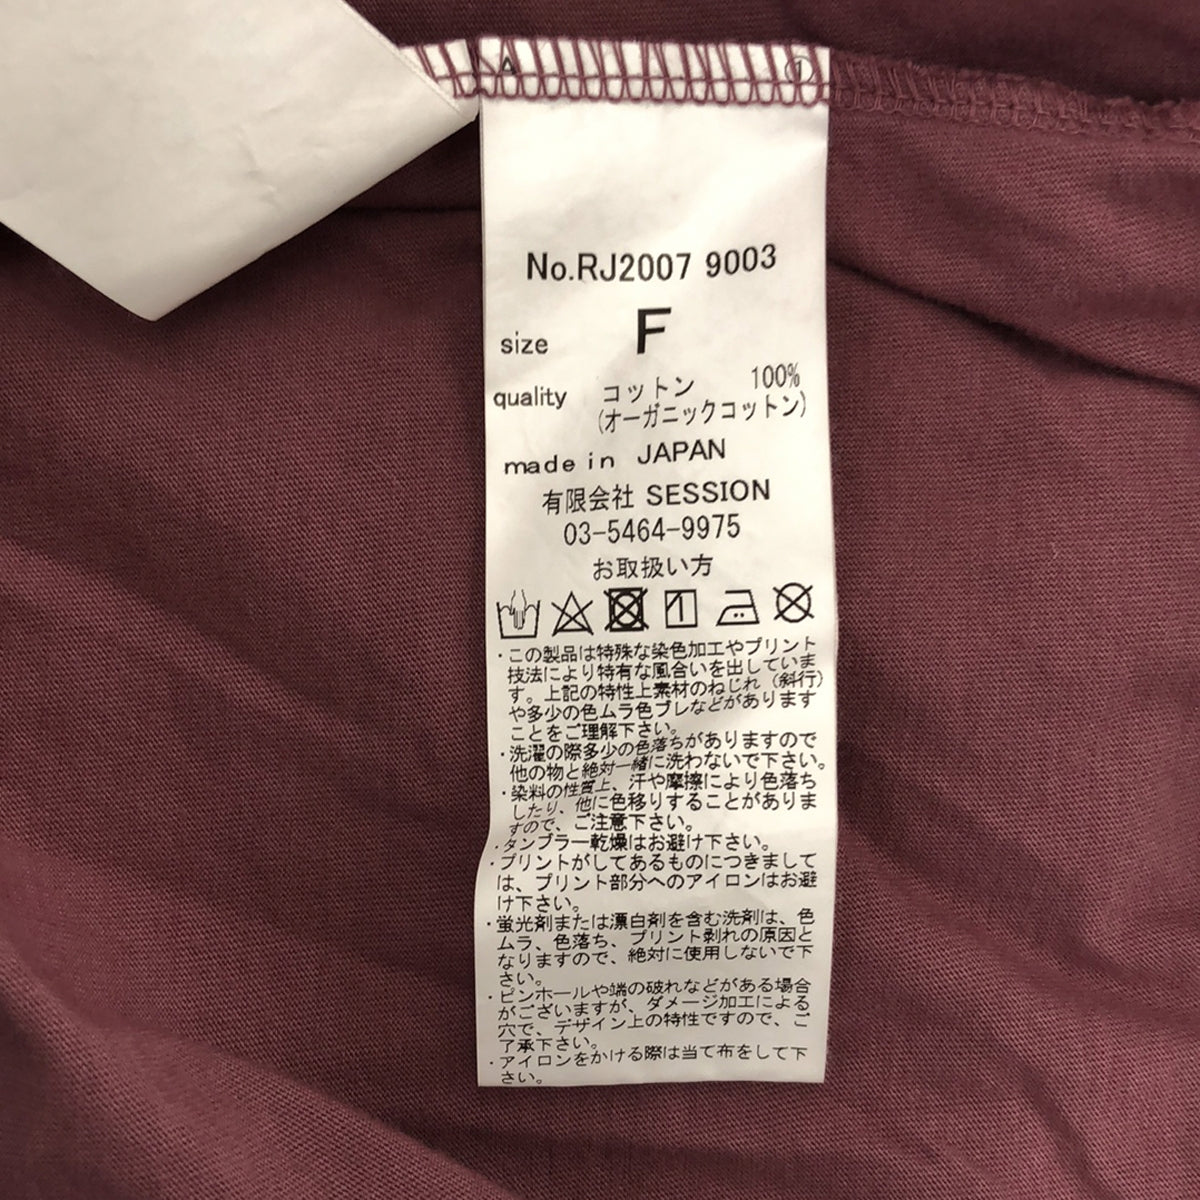 No.RJ2007 9003
size F
quality コットン 100%
(オーガニックコットン)
made in JAPAN
有限会社 SESSION
03-5464-9975
お取扱い方
・この製品は特殊な染色加工やプリント
技法により特有な風合いを出していま
す。上記の特性上素材のねじれ(斜行)
や多少の色ムラ色ブレなどがあります
ことをご理解下さい。
・洗濯の際多少の色落ちがありますので
他の物と絶対一緒に洗わないで下さい。
・染料の性質上、汗や摩擦により色落ち
したり、他に色移りすることがありま
すので、ご注意下さい。
・タンブラー乾燥はお避け下さい。
・プリントがしてあるものにつきまして
は、プリント部分へのアイロンはお避
け下さい。
・蛍光剤または漂白剤を含む洗剤は、色
ムラ、色落ち、プリント剥れの原因と
なりますので、絶対に使用しないで下
さい。
・ピンホールや端の破れなどがある場合
がございますが、ダメージ加工による
穴で、デザイン上の特性ですので、ご
了承下さい。
・アイロンをかける際は当て布をして下
さい。